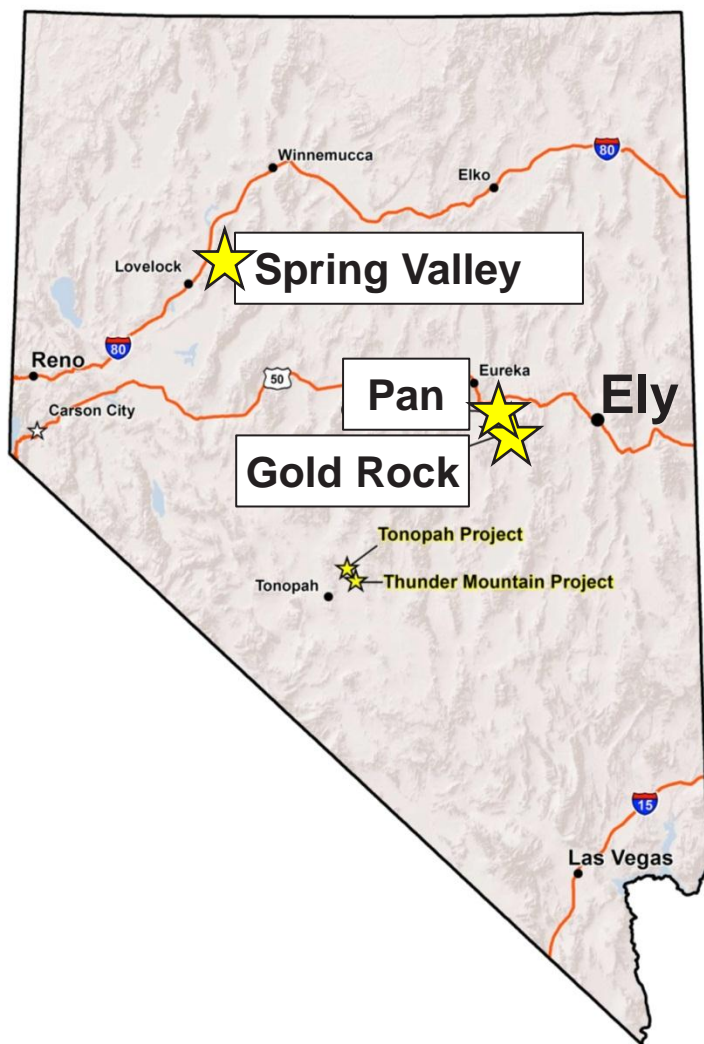 Winnemucca
80
Elko
Spring Valley
Lovelock
80
Reno
Eureka
50
Pan
Ely
Carson City
Gold Rock
Tonopah Project
Thunder Mountain Project
Tonopah
15
Las Vegas